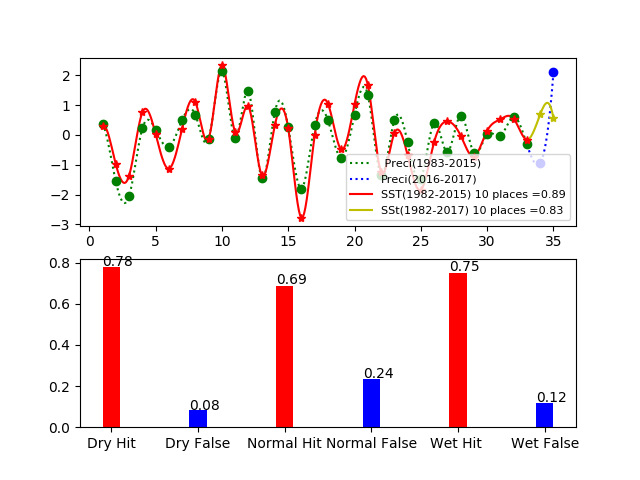 2
1
0
−1
−2
−3
Preci(1983-2015)
Preci(2016-2017)
SST(1982-2015) 10 places =0.89
SSt(1982-2017) 10 places =0.83
0 5 10 15 20 25 30 35
0.8
0.6
0.4
0.2
0.0
0.78
0.08
0.69
0.24
0.75
0.12
Dry Hit Dry False Normal Hit Normal False Wet Hit Wet False